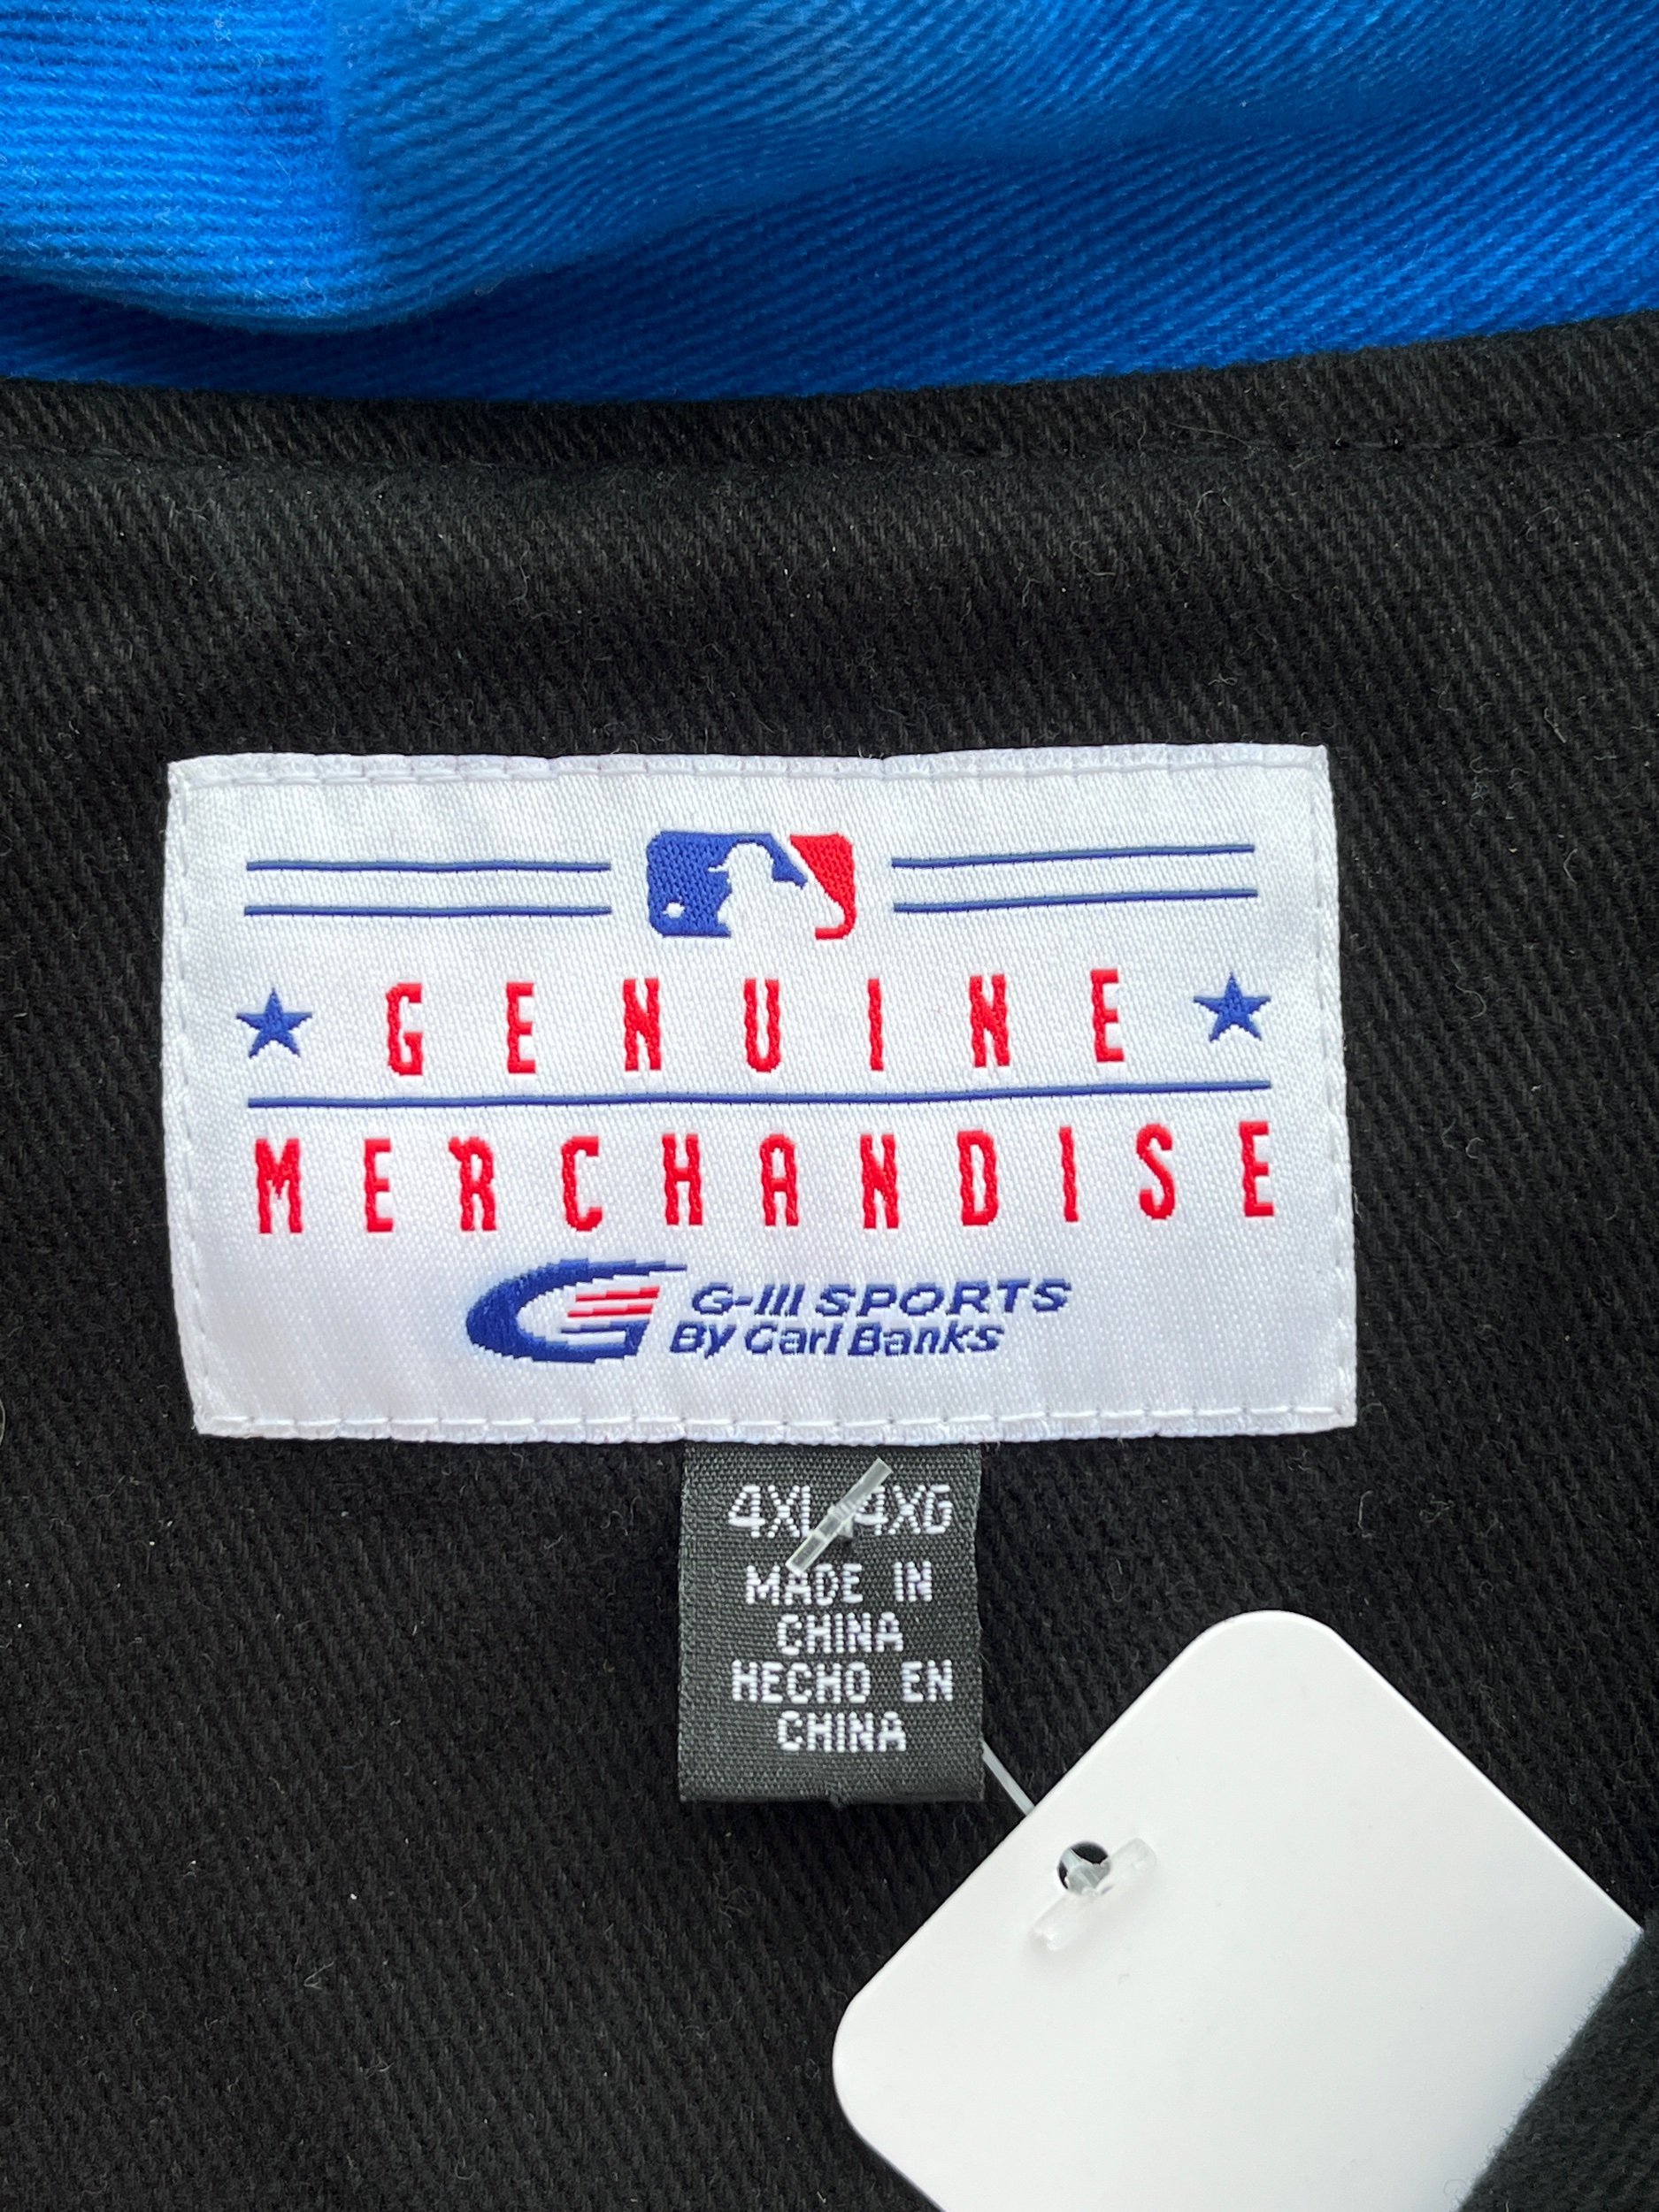 GENUINE
MERCHANDISE
G-III SPORTS
By Carl Banks
4XL 4XG
MADE IN
CHINA
HECHO EN
CHINA